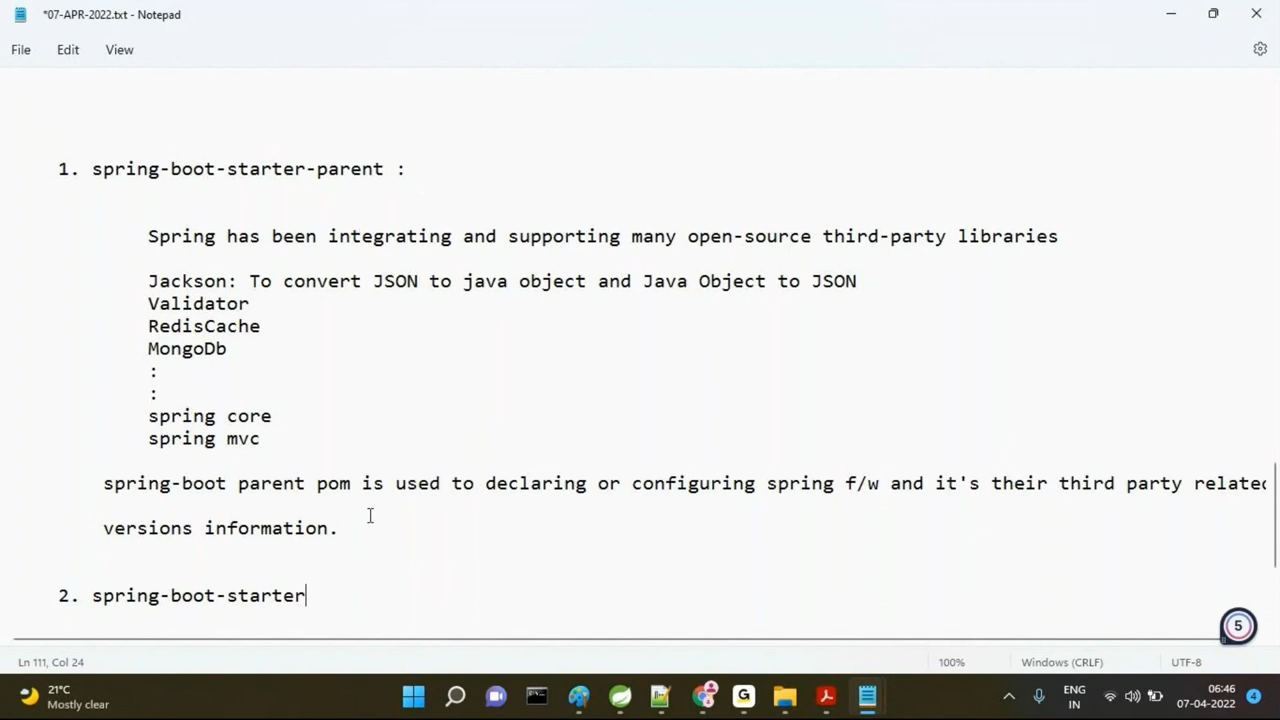 *07-APR-2022.txt - Notepad
File Edit View
1. spring-boot-starter-parent :
Spring has been integrating and supporting many open-source third-party libraries
Jackson: To convert JSON to java object and Java Object to JSON
Validator
RedisCache
MongoDb
:
:
spring core
spring mvc
spring-boot parent pom is used to declaring or configuring spring f/w and it's their third party related
versions information.
2. spring-boot-starter
5
Ln 111, Col 24 100% Windows (CRLF) UTF-8
21°C
Mostly clear
ENG
IN
06:46
07-04-2022
4